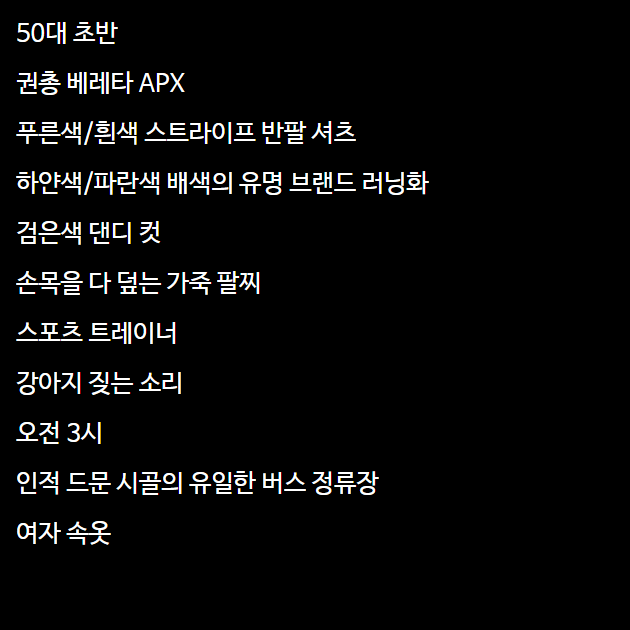 50대 초반
권총 베레타 APX
푸른색/흰색 스트라이프 반팔 셔츠
하얀색/파란색 배색의 유명 브랜드 러닝화
검은색 댄디 컷
손목을 다 덮는 가죽 팔찌
스포츠 트레이너
강아지 짖는 소리
오전 3시
인적 드문 시골의 유일한 버스 정류장
여자 속옷